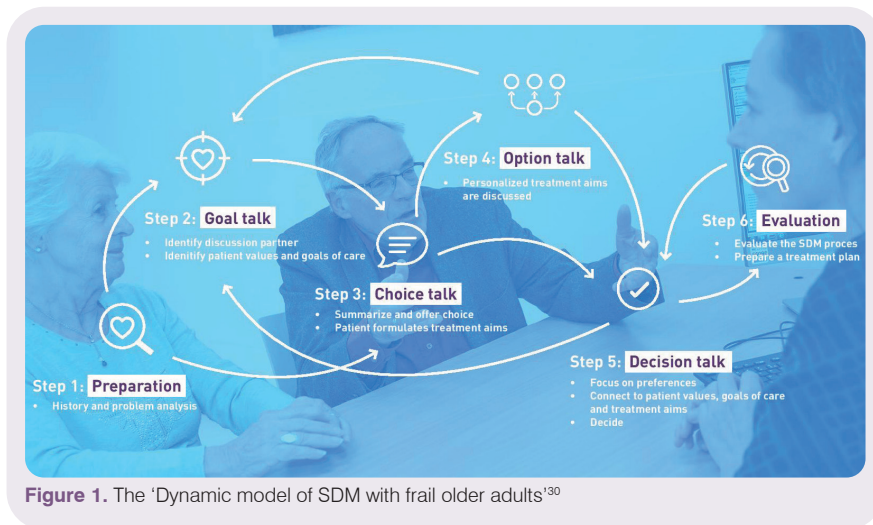 Step 1: Preparation
• History and problem analysis
Step 2: Goal talk
• Identify discussion partner
• Idenitify patient values and goals of care
Step 3: Choice talk
• Summarize and offer choice
• Patient formulates treatment aims
Step 4: Option talk
• Personalized treatment aims
are discussed
Step 5: Decision talk
• Focus on preferences
• Connect to patient values, goals of care
and treatment aims
• Decide
Step 6: Evaluation
• Evaluate the SDM proces
• Prepare a treatment plan
Figure 1. The ‘Dynamic model of SDM with frail older adults’³⁰